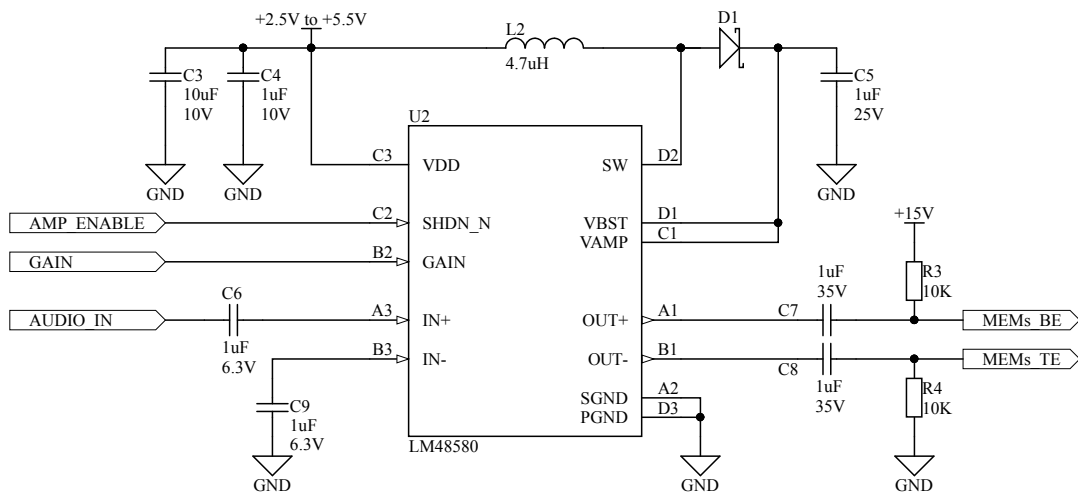 +2.5V to +5.5V
L2
4.7uH
D1
C3
10uF
10V
C4
1uF
10V
C5
1uF
25V
GND
GND
GND
U2
C3
VDD
SW
D2
AMP_ENABLE
C2
SHDN_N
VBST
D1
VAMP
C1
GAIN
B2
GAIN
+15V
R3
10K
AUDIO_IN
C6
1uF
6.3V
A3
IN+
OUT+
A1
C7
1uF
35V
MEMs_BE
B3
IN-
OUT-
B1
C8
1uF
35V
MEMs_TE
C9
1uF
6.3V
SGND
A2
PGND
D3
R4
10K
LM48580
GND
GND
GND